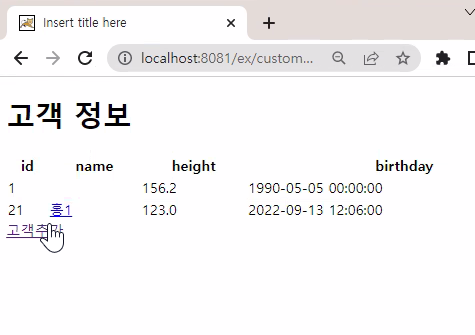 Insert title here
localhost:8081/ex/custom...
고객 정보
id name height birthday
1 156.2 1990-05-05 00:00:00
21 홍1 123.0 2022-09-13 12:06:00
고객추가